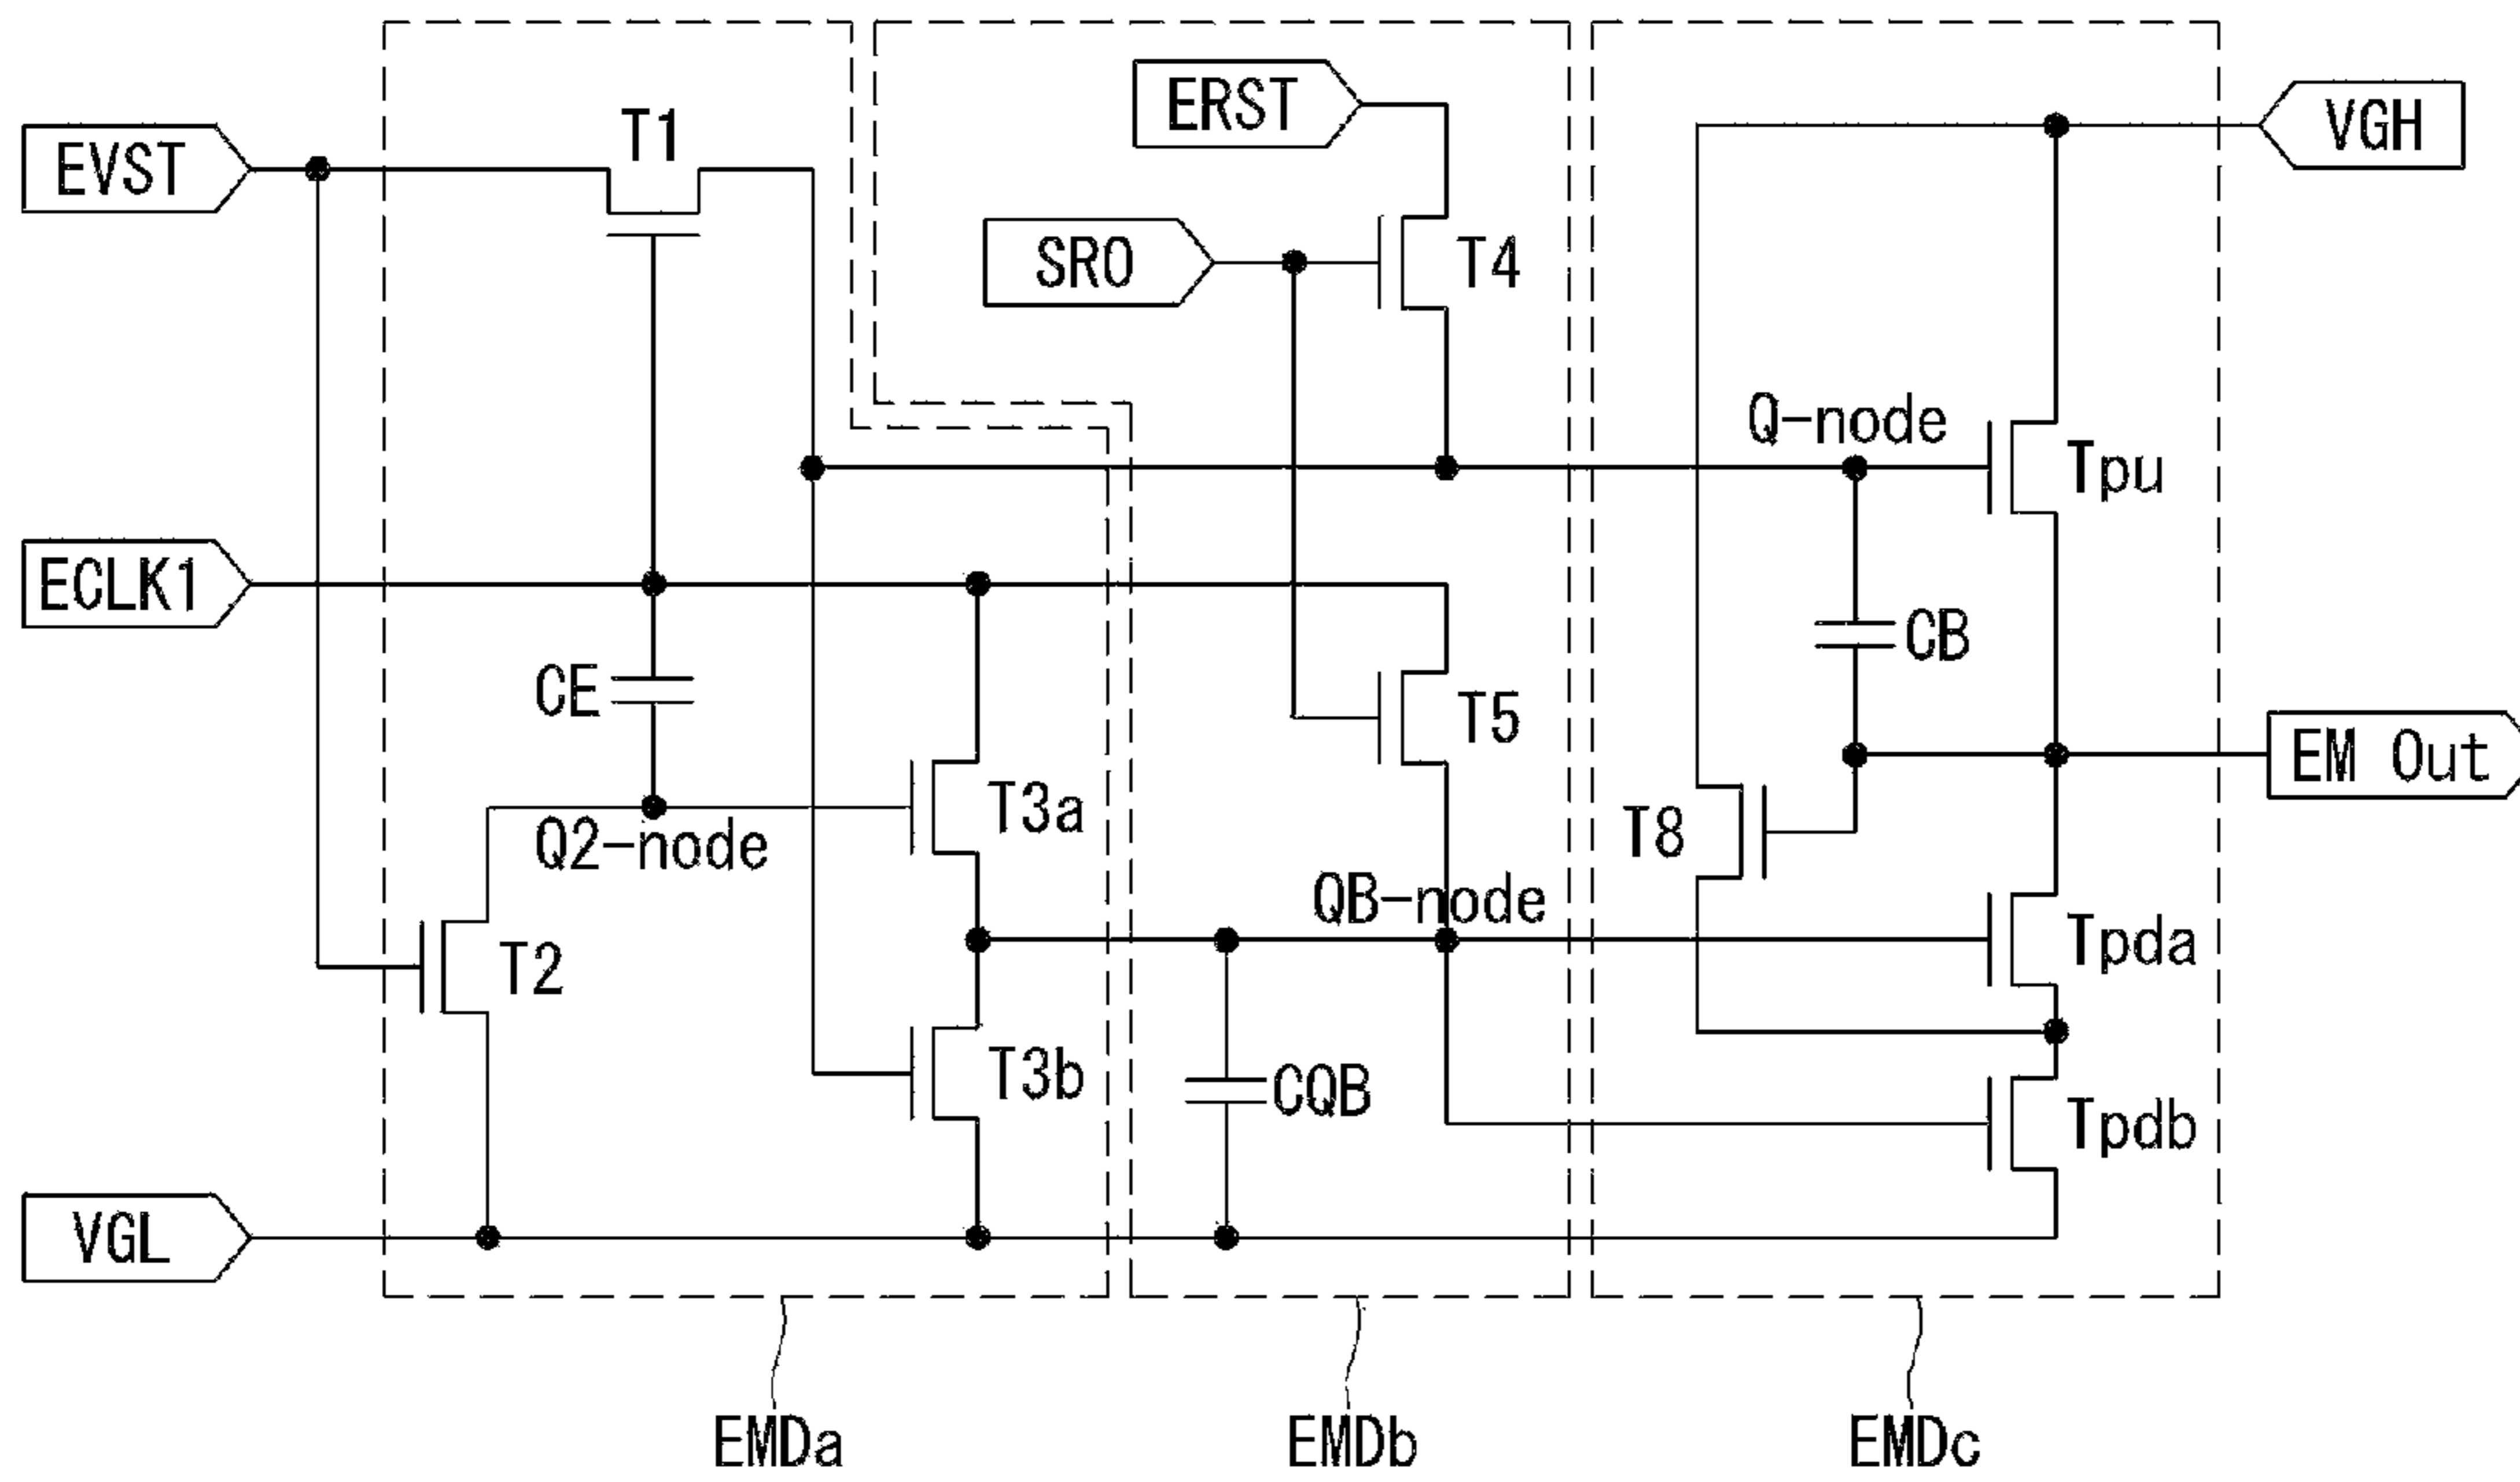 ERST
VGH
T1
EVST
SRO
T4
Q-node
Tpu
ECLK1
CE
CB
T5
EM Out
T3a
T8
Q2-node
QB-node
T2
Tpda
T3b
CQB
Tpdb
VGL
EMDa
EMDb
EMDc